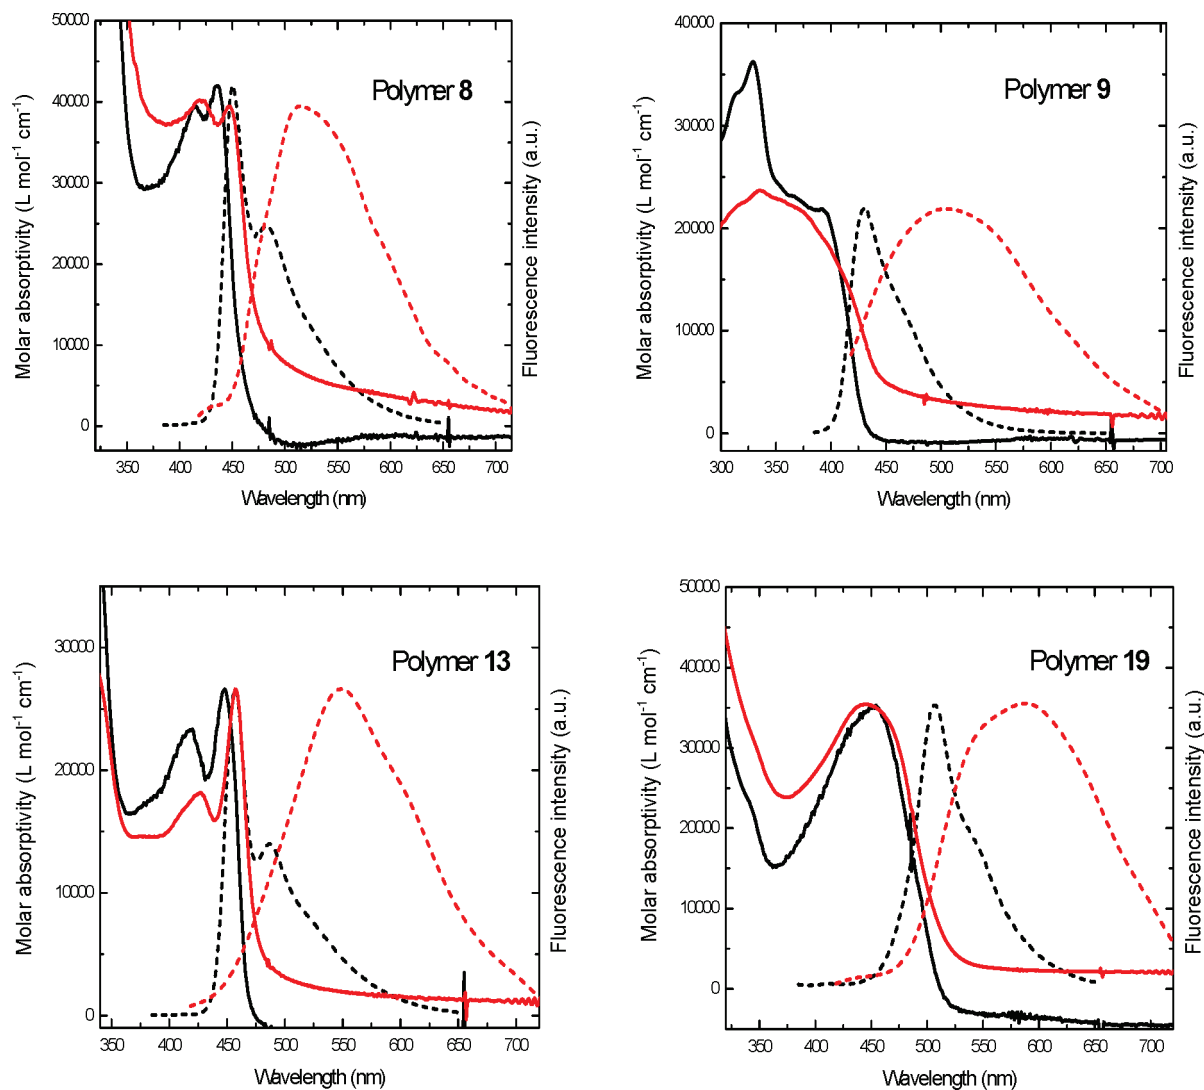 50000
40000
30000
20000
10000
0
Molar absorptivity (L mol-1 cm-1)
Polymer 8
Fluorescence intensity (a.u.)
350 400 450 500 550 600 650 700
Wavelength (nm)
40000
30000
20000
10000
0
Molar absorptivity (L mol-1 cm-1)
Polymer 9
Fluorescence intensity (a.u.)
300 350 400 450 500 550 600 650 700
Wavelength (nm)
30000
20000
10000
0
Molar absorptivity (L mol-1 cm-1)
Polymer 13
Fluorescence intensity (a.u.)
350 400 450 500 550 600 650 700
Wavelength (nm)
50000
40000
30000
20000
10000
0
Molar absorptivity (L mol-1 cm-1)
Polymer 19
Fluorescence intensity (a.u.)
350 400 450 500 550 600 650 700
Wavelength (nm)